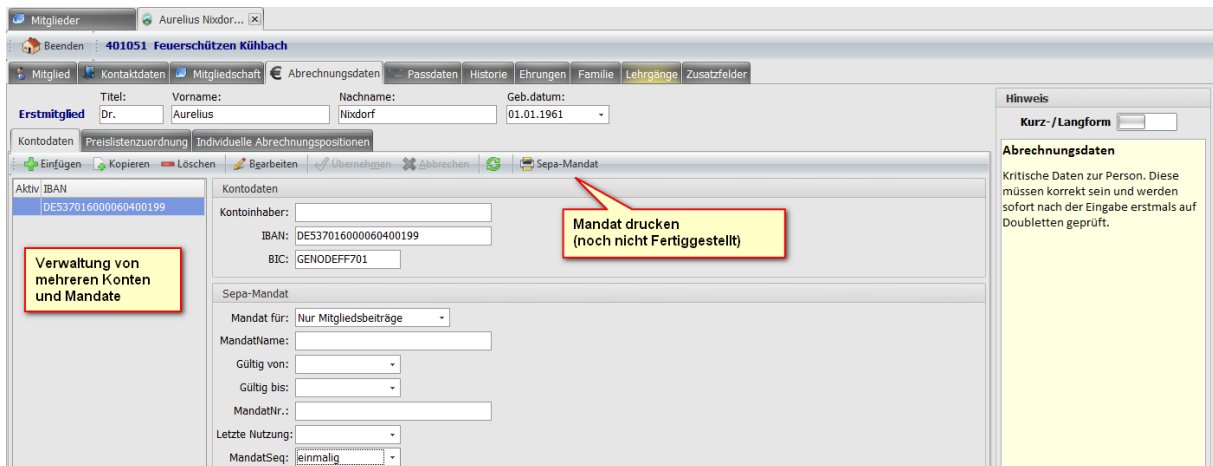 Mitglieder
Aurelius Nixdor...
Beenden 401051 Feuerschützen Kühbach
Mitglied Kontaktdaten Mitgliedschaft € Abrechnungsdaten Passdaten Historie Ehrungen Familie Lehrgänge Zusatzfelder
Titel: Vorname: Nachname: Geb.datum:
Erstmitglied Dr. Aurelius Nixdorf 01.01.1961
Kontodaten Preislistenzuordnung Individuelle Abrechnungspositionen
Einfügen Kopieren Löschen Bearbeiten Übernehmen Abbrechen Sepa-Mandat
Aktiv IBAN
DE537016000060400199
Verwaltung von
mehreren Konten
und Mandate
Kontodaten
Kontoinhaber:
IBAN: DE537016000060400199
BIC: GENODEFF701
Mandat drucken
(noch nicht Fertiggestellt)
Sepa-Mandat
Mandat für: Nur Mitgliedsbeiträge
MandatName:
Gültig von:
Gültig bis:
MandatNr.:
Letzte Nutzung:
MandatSeq: einmalig
Hinweis
Kurz-/Langform
Abrechnungsdaten
Kritische Daten zur Person. Diese
müssen korrekt sein und werden
sofort nach der Eingabe erstmals auf
Doubletten geprüft.